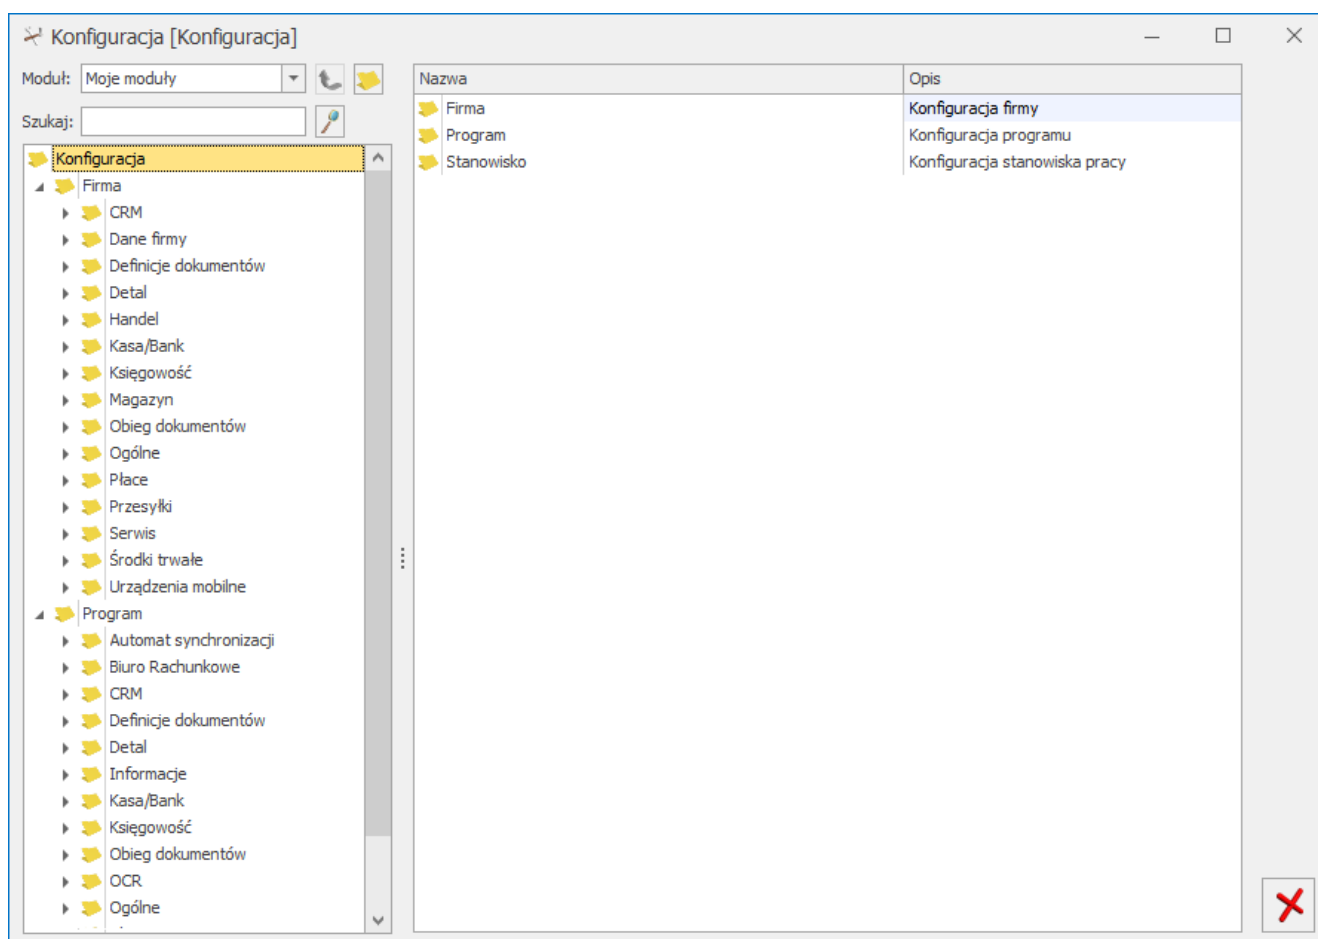 Konfiguracja [Konfiguracja]
Moduł: Moje moduły
Szukaj:
Konfiguracja
Firma
CRM
Dane firmy
Definicje dokumentów
Detal
Handel
Kasa/Bank
Księgowość
Magazyn
Obieg dokumentów
Ogólne
Płace
Przesyłki
Serwis
Środki trwałe
Urządzenia mobilne
Program
Automat synchronizacji
Biuro Rachunkowe
CRM
Definicje dokumentów
Detal
Informacje
Kasa/Bank
Księgowość
Obieg dokumentów
OCR
Ogólne
Nazwa Opis
Firma Konfiguracja firmy
Program Konfiguracja programu
Stanowisko Konfiguracja stanowiska pracy